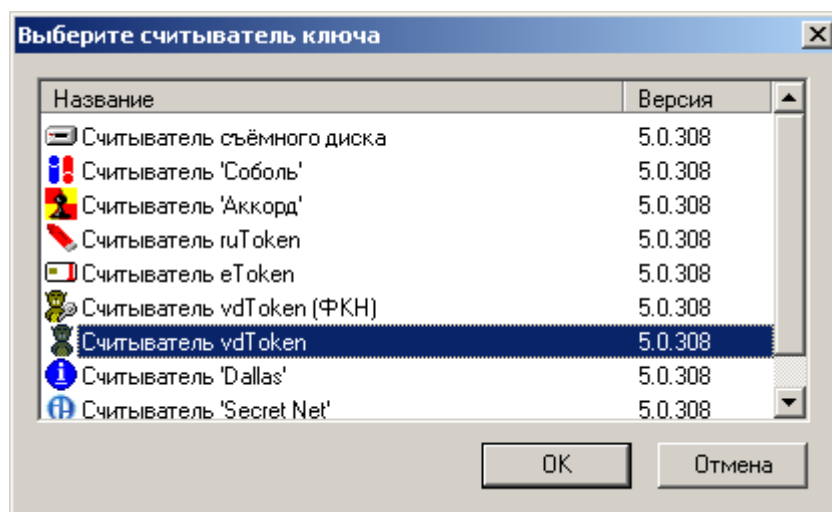 Выберите считыватель ключа
Название Версия
Считыватель съёмного диска 5.0.308
Считыватель 'Соболь' 5.0.308
Считыватель 'Аккорд' 5.0.308
Считыватель ruToken 5.0.308
Считыватель eToken 5.0.308
Считыватель vdToken (ФКН) 5.0.308
Считыватель vdToken 5.0.308
Считыватель 'Dallas' 5.0.308
Считыватель 'Secret Net' 5.0.308
OK Отмена